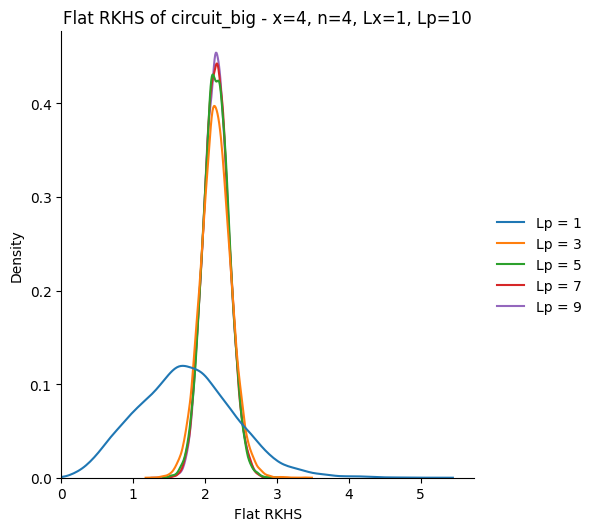 Flat RKHS of circuit_big - x=4, n=4, Lx=1, Lp=10
0.4
0.3
0.2
0.1
0.0
Density
0
1
2
3
4
5
Flat RKHS
Lp = 1
Lp = 3
Lp = 5
Lp = 7
Lp = 9